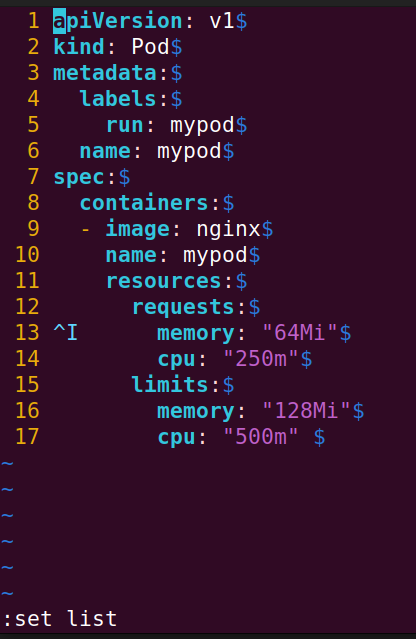 1 apiVersion: v1$
2 kind: Pod$
3 metadata:$
4   labels:$
5     run: mypod$
6   name: mypod$
7 spec:$
8   containers:$
9   - image: nginx$
10     name: mypod$
11     resources:$
12       requests:$
13 ^I      memory: "64Mi"$
14         cpu: "250m"$
15       limits:$
16         memory: "128Mi"$
17         cpu: "500m" $
~
~
~
~
~
~
:set list